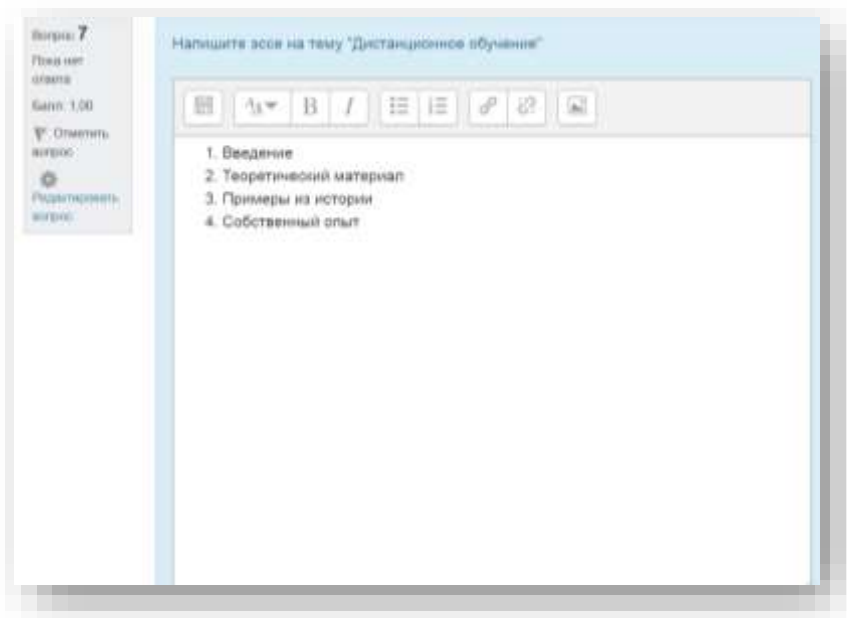 Вопрос 7
Пока нет
ответа
Балл: 1,00
Отметить
вопрос
Редактировать
вопрос
Напишите эссе на тему "Дистанционное обучение"
B I
1. Введение
2. Теоретический материал
3. Примеры из истории
4. Собственный опыт